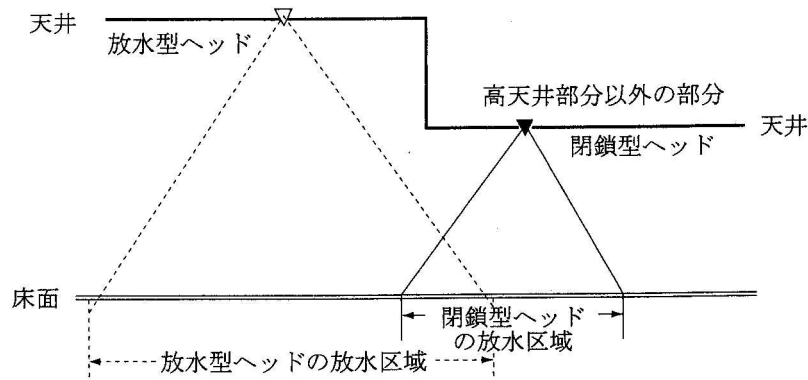 天井
放水型ヘッド
高天井部分以外の部分
天井
閉鎖型ヘッド
床面
閉鎖型ヘッド
の放水区域
放水型ヘッドの放水区域